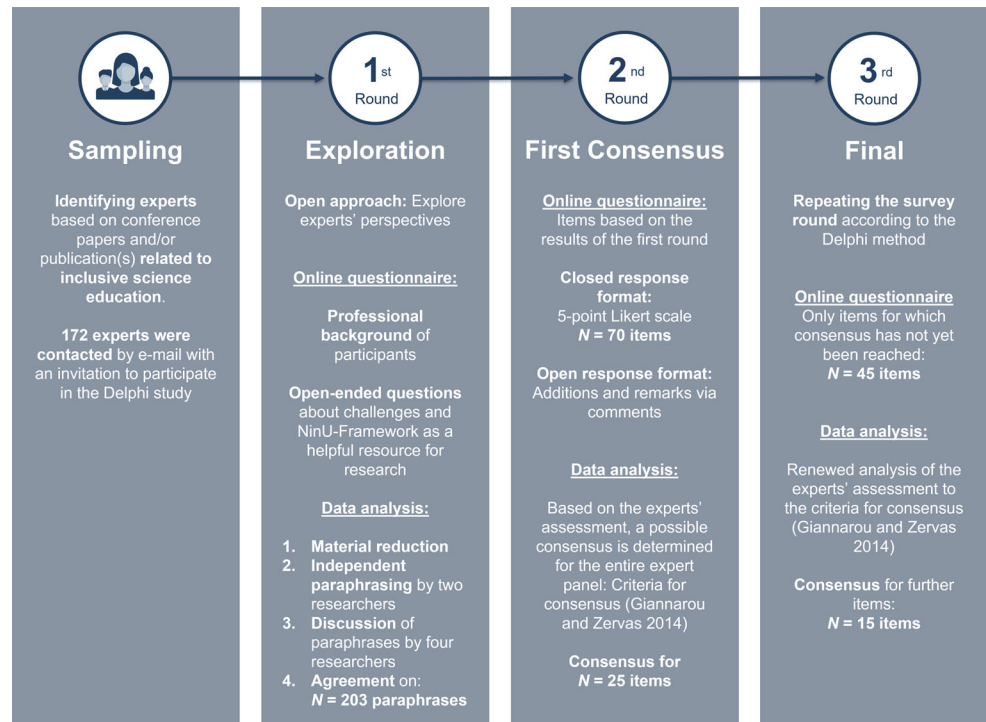 Sampling
Identifying experts
based on conference
papers and/or
publication(s) related to
inclusive science
education.
172 experts were
contacted by e-mail with
an invitation to participate
in the Delphi study
1st
Round
Exploration
Open approach: Explore
experts’ perspectives
Online questionnaire:
Professional
background of
participants
Open-ended questions
about challenges and
NinU-Framework as a
helpful resource for
research
Data analysis:
1. Material reduction
2. Independent
paraphrasing by two
researchers
3. Discussion of
paraphrases by four
researchers
4. Agreement on:
N = 203 paraphrases
2nd
Round
First Consensus
Online questionnaire:
Items based on the
results of the first round
Closed response
format:
5-point Likert scale
N = 70 items
Open response format:
Additions and remarks via
comments
Data analysis:
Based on the experts’
assessment, a possible
consensus is determined
for the entire expert
panel: Criteria for
consensus (Giannarou
and Zervas 2014)
Consensus for
N = 25 items
3rd
Round
Final
Repeating the survey
round according to the
Delphi method
Online questionnaire
Only items for which
consensus has not yet
been reached:
N = 45 items
Data analysis:
Renewed analysis of the
experts’ assessment to
the criteria for consensus
(Giannarou and Zervas
2014)
Consensus for further
items:
N = 15 items